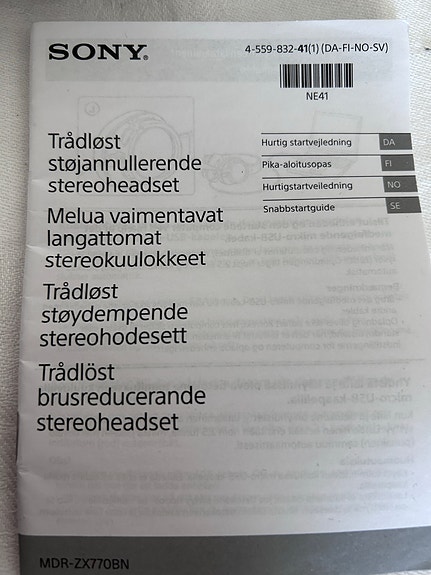 SONY®
4-559-832-41(1) (DA-FI-NO-SV)
NE41
Trådløst
støjannullerende
stereoheadset
Melua vaimentavat
langattomat
stereokuulokkeet
Trådløst
støydempende
stereohodesett
Trådlöst
brusreducerande
stereoheadset
Hurtig startvejledning DA
Pika-aloitusopas FI
Hurtigstartveiledning NO
Snabbstartguide SE
MDR-ZX770BN